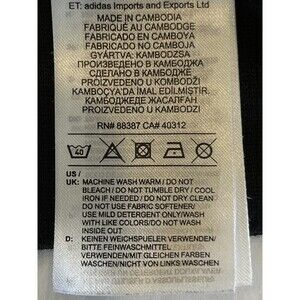 ET: adidas Imports and Exports Ltd
MADE IN CAMBODIA
FABRIQUÉ AU CAMBODGE
FABRICADO EN CAMBOYA
FABRICADO NO CAMBOJA
GYÁRTVA: KAMBODZSA
ПРОИЗВЕДЕНО В КАМБОДЖА
СДЕЛАНО В КАМБОДЖЕ
IZDELANO V KAMBODŽI
KAMBOÇYA'DA İMAL EDİLMİŞTİR.
КАМБОДЖЕДЕ ЖАСАЛҒАН
PROIZVEDENO U KAMBODŽI
RN# 88387 CA# 40312
40
US /
UK: MACHINE WASH WARM / DO NOT
BLEACH / DO NOT TUMBLE DRY / COOL
IRON IF NEEDED / DO NOT DRY CLEAN
DO NOT USE FABRIC SOFTENER/
USE MILD DETERGENT ONLY/WASH
WITH LIKE COLORS/DO NOT WASH
INSIDE OUT
D: KEINEN WEICHSPUELER VERWENDEN/
BITTE FEINWASCHMITTEL
VERWENDEN/MIT GLEICHEN FARBEN
WASCHEN/NICHT VON LINKS WASCHEN